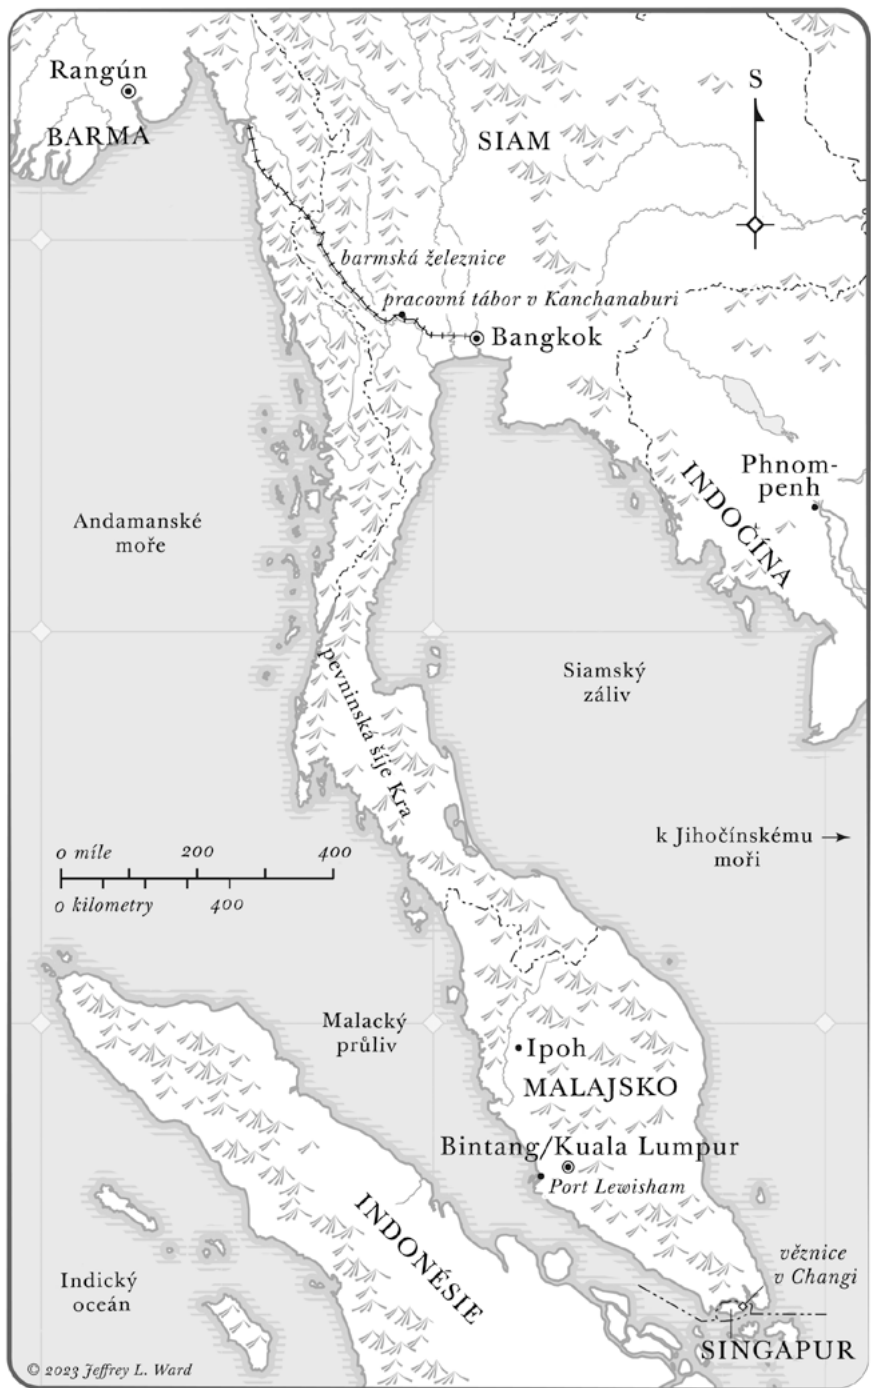 Rangún
BARMA
S
SIAM
barmská železnice
pracovní tábor v Kanchanaburi
Bangkok
Phnom-
penh
INDOČÍNA
Andamanské
moře
Siamský
záliv
pevninská šíje Kra
k Jihočínskému
moři
0 míle 200 400
0 kilometry 400
Malacký
průliv
Ipoh
MALAJSKO
Bintang/Kuala Lumpur
Port Lewisham
INDONÉSIE
věznice
v Changi
Indický
oceán
SINGAPUR
© 2023 Jeffrey L. Ward